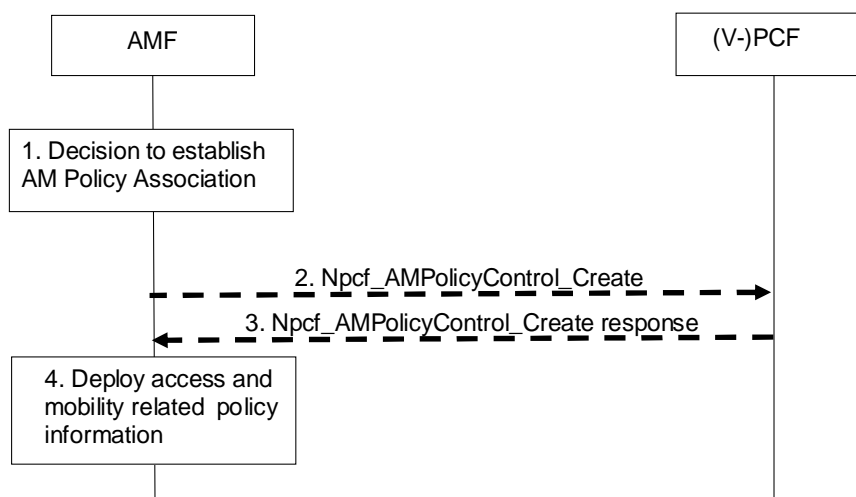 AMF
(V-)PCF
1. Decision to establish
AM Policy Association
2. Npcf_AMPolicyControl_Create
3. Npcf_AMPolicyControl_Create response
4. Deploy access and
mobility related policy
information